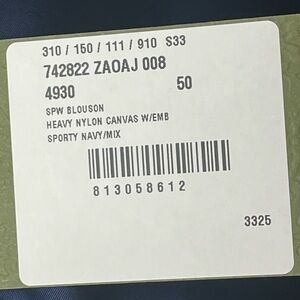 310 / 150 / 111 / 910 S33
742822 ZAOAJ 008
4930 50
SPW BLOUSON
HEAVY NYLON CANVAS W/EMB
SPORTY NAVY/MIX
813058612
3325